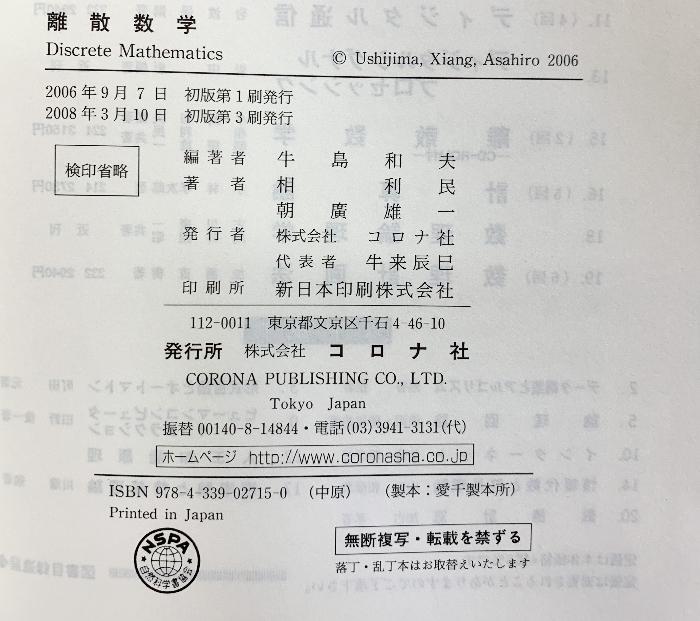 離散数学
Discrete Mathematics
© Ushijima, Xiang, Asahiro 2006
2006年9月7日 初版第1刷発行
2008年3月10日 初版第3刷発行
検印省略
編著者 牛島和夫
著者 相利民
朝廣雄一
発行者 株式会社 コロナ社
代表者 牛来辰巳
印刷所 新日本印刷株式会社
112-0011 東京都文京区千石4-46-10
発行所 株式会社 コロナ社
CORONA PUBLISHING CO., LTD.
Tokyo Japan
振替 00140-8-14844・電話(03)3941-3131(代)
ホームページ http://www.coronasha.co.jp
ISBN 978-4-339-02715-0 (中原) (製本:愛千製本所)
Printed in Japan
無断複写・転載を禁ずる
落丁・乱丁本はお取替えいたします
NSPA
自然科学書協会